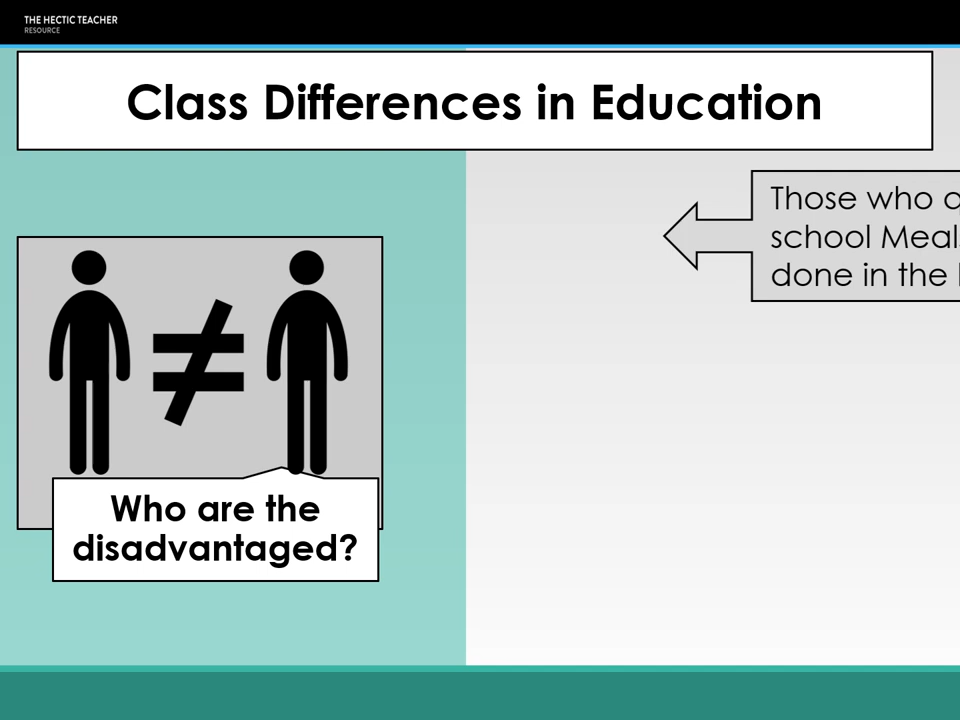 THE HECTIC TEACHER
RESOURCE
Class Differences in Education
Those who
school
done in the
Who are the
disadvantaged?